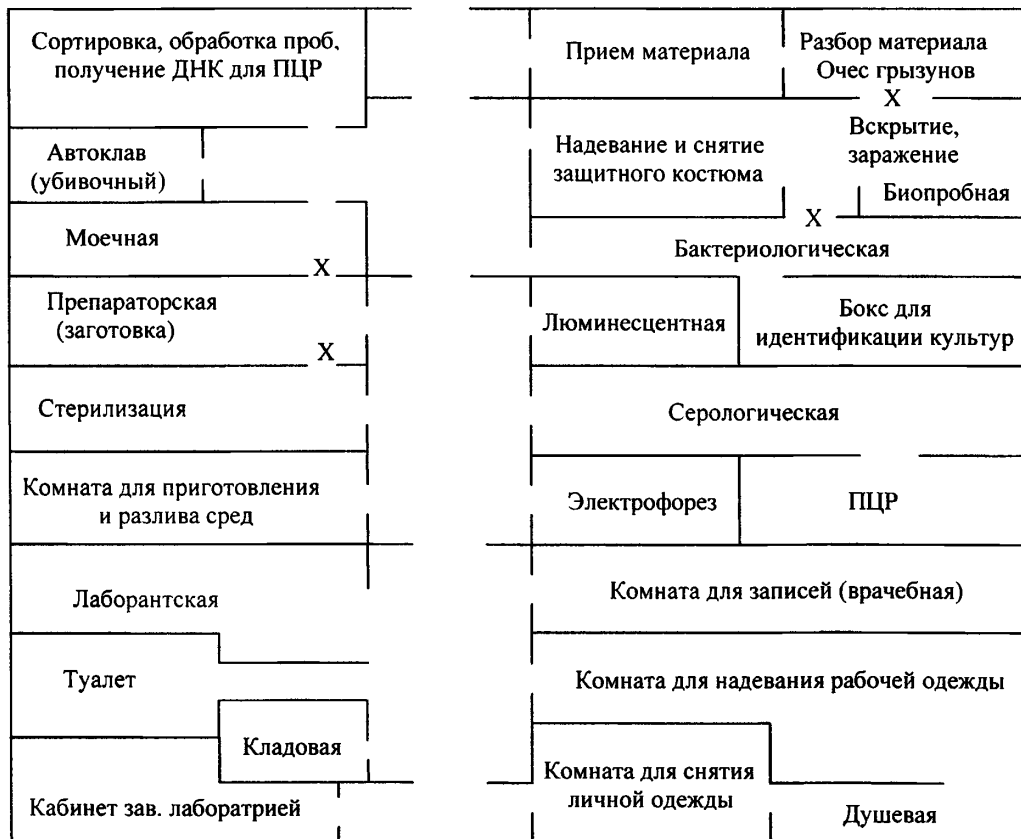 Сортировка, обработка проб,
получение ДНК для ПЦР
Прием материала
Разбор материала
Очес грызунов
X
Автоклав
(убивочный)
Надевание и снятие
защитного костюма
Вскрытие,
заражение
Биопробная
X
Моечная
X
Бактериологическая
Препараторская
(заготовка)
X
Люминесцентная
Бокс для
идентификации культур
Стерилизация
Серологическая
Комната для приготовления
и разлива сред
Электрофорез
ПЦР
Лаборантская
Комната для записей (врачебная)
Туалет
Комната для надевания рабочей одежды
Кладовая
Кабинет зав. лаборатрией
Комната для снятия
личной одежды
Душевая